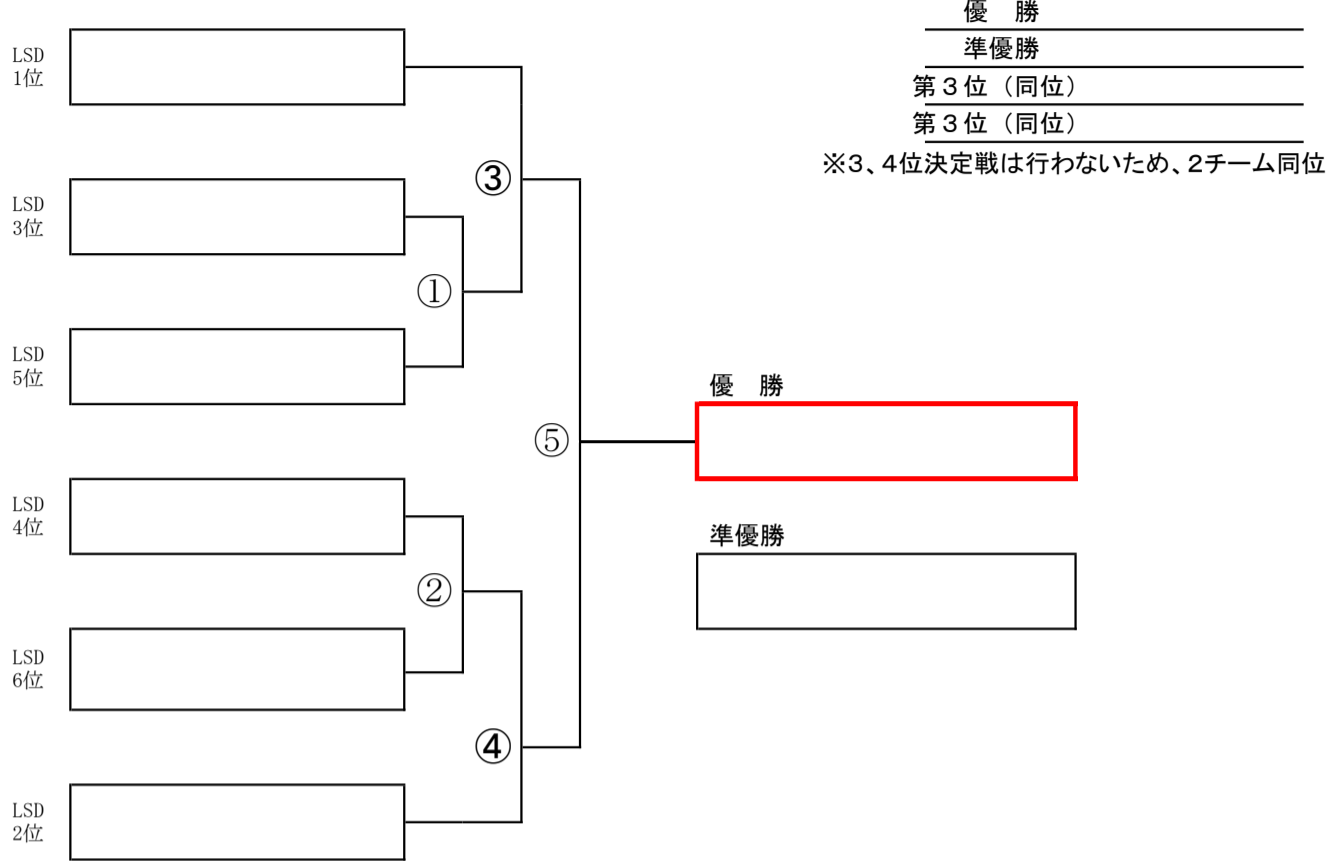 優　勝
準優勝
第３位（同位）
第３位（同位）
※3、4位決定戦は行わないため、2チーム同位
LSD
1位
③
LSD
3位
①
LSD
5位
優　勝
⑤
LSD
4位
準優勝
②
LSD
6位
④
LSD
2位